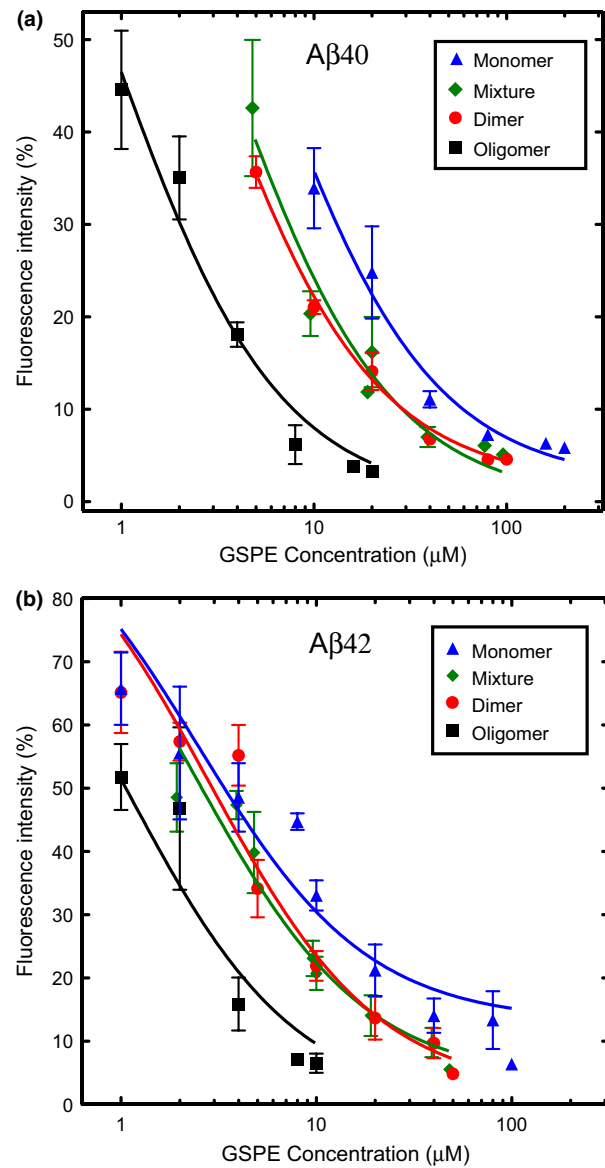 (a)
Aβ40
Monomer
Mixture
Dimer
Oligomer
Fluorescence intensity (%)
50
40
30
20
10
0
1
10
100
GSPE Concentration (μM)
(b)
Aβ42
Monomer
Mixture
Dimer
Oligomer
Fluorescence intensity (%)
80
70
60
50
40
30
20
10
0
1
10
100
GSPE Concentration (μM)